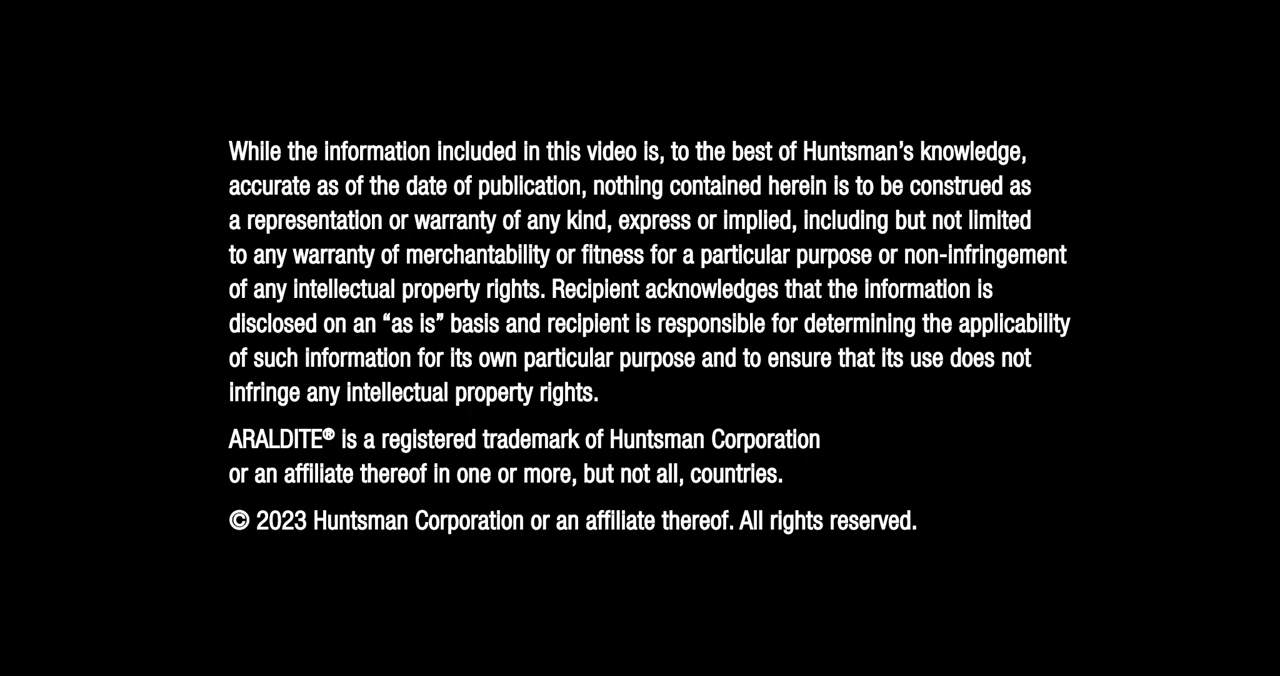 While the information included in this video is, to the best of Huntsman’s knowledge,
accurate as of the date of publication, nothing contained herein is to be construed as
a representation or warranty of any kind, express or implied, including but not limited
to any warranty of merchantability or fitness for a particular purpose or non-infringement
of any intellectual property rights. Recipient acknowledges that the information is
disclosed on an “as is” basis and recipient is responsible for determining the applicability
of such information for its own particular purpose and to ensure that its use does not
infringe any intellectual property rights.
ARALDITE® is a registered trademark of Huntsman Corporation
or an affiliate thereof in one or more, but not all, countries.
© 2023 Huntsman Corporation or an affiliate thereof. All rights reserved.